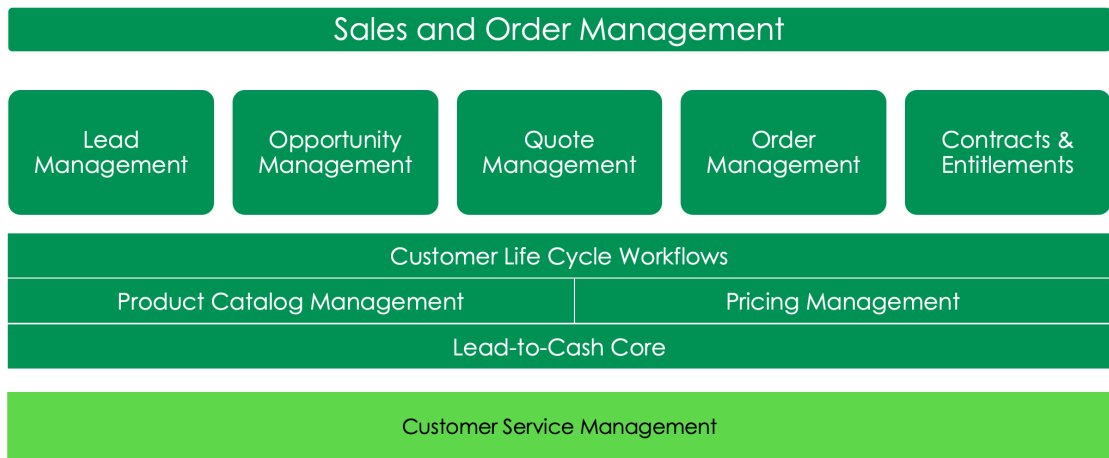 Sales and Order Management
Lead
Management
Opportunity
Management
Quote
Management
Order
Management
Contracts &
Entitlements
Customer Life Cycle Workflows
Product Catalog Management
Pricing Management
Lead-to-Cash Core
Customer Service Management